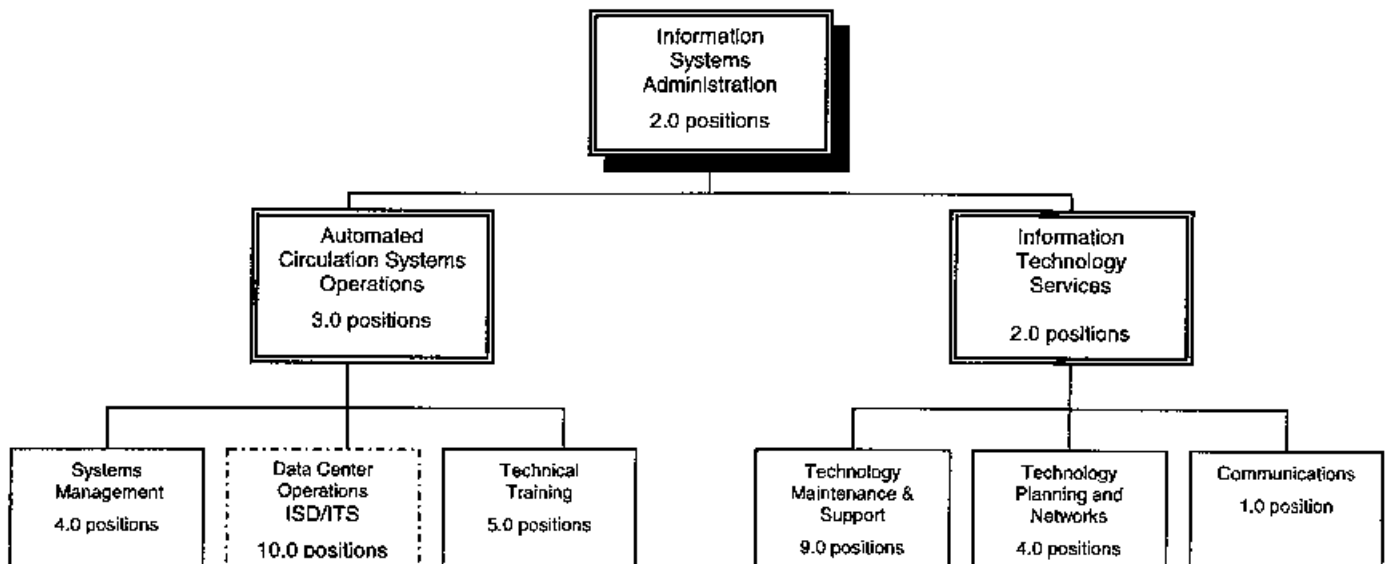 Information
Systems
Administration
2.0 positions
Automated
Circulation Systems
Operations
3.0 positions
Information
Technology
Services
2.0 positions
Systems
Management
4.0 positions
Data Center
Operations
ISD/ITS
10.0 positions
Technical
Training
5.0 positions
Technology
Maintenance &
Support
9.0 positions
Technology
Planning and
Networks
4.0 positions
Communications
1.0 position